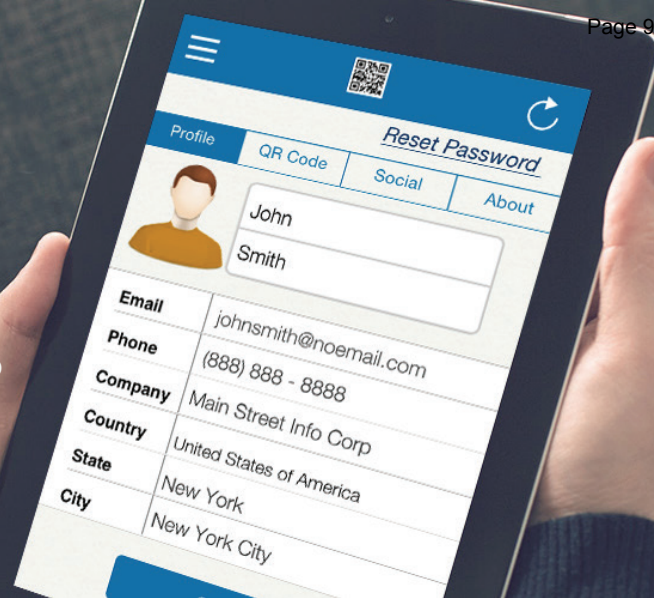 Page 9
Reset Password
Profile
QR Code
Social
About
John
Smith
Email johnsmith@noemail.com
Phone (888) 888 - 8888
Company Main Street Info Corp
Country United States of America
State New York
City New York City